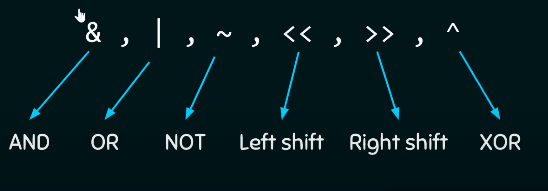 & , | , ~ , << , >> , ^
AND OR NOT Left shift Right shift XOR